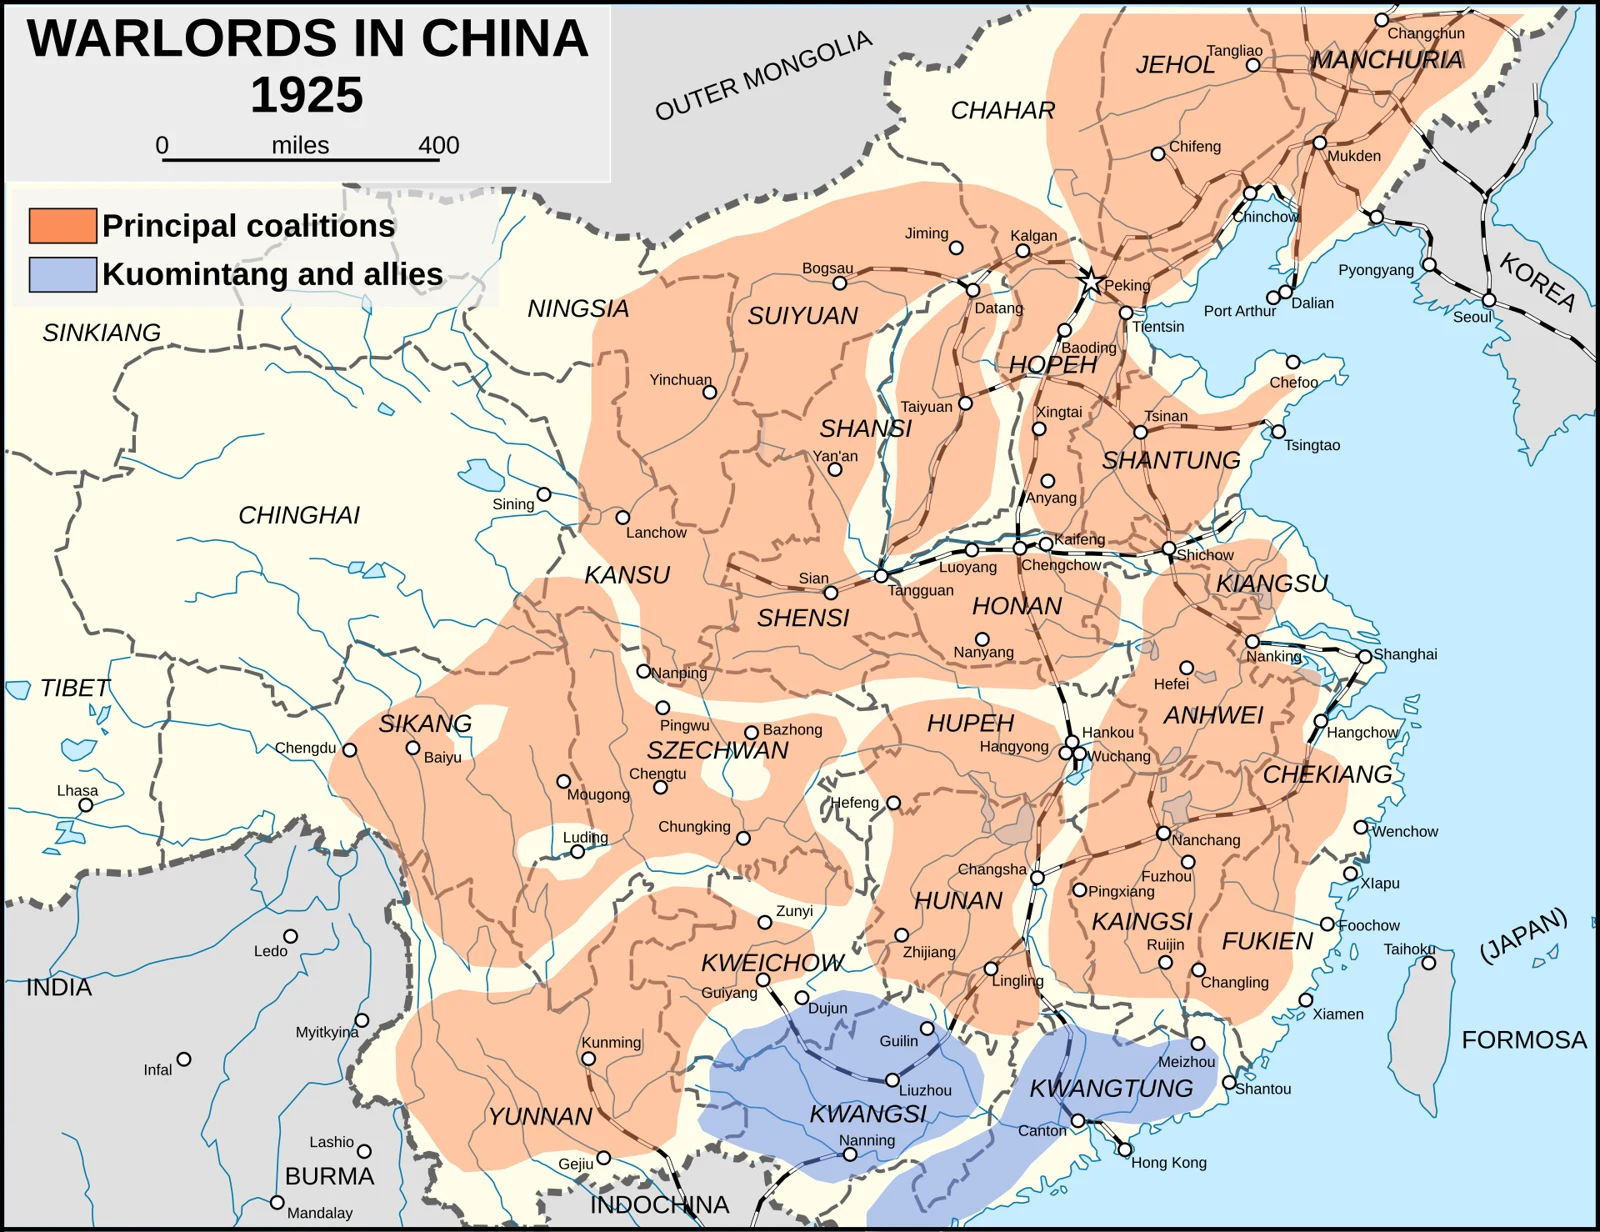 WARLORDS IN CHINA
1925
0 miles 400
Principal coalitions
Kuomintang and allies
OUTER MONGOLIA
CHAHAR
JEHOL
Tangliao
MANCHURIA
Changchun
Chifeng
Mukden
Chinchow
Jiming
Kalgan
Bogsau
Peking
Datang
Port Arthur
Dalian
Pyongyang
KOREA
Seoul
SINKIANG
NINGSIA
SUIYUAN
Tientsin
Baoding
HOPEH
Chefoo
Yinchuan
Taiyuan
Xingtai
Tsinan
SHANSI
Tsingtao
Yan'an
SHANTUNG
Anyang
Sining
CHINGHAI
Lanchow
Kaifeng
Shichow
Luoyang
Chengchow
KANSU
Sian
Tangguan
KIANGSU
HONAN
SHENSI
Nanyang
Nanking
Shanghai
Nanping
Hefei
TIBET
SIKANG
Pingwu
Bazhong
HUPEH
ANHWEI
Hankou
Hangchow
Chengdu
Baiyu
SZECHWAN
Hangyong
Wuchang
Chengtu
CHEKIANG
Lhasa
Mougong
Hefeng
Chungking
Luding
Nanchang
Wenchow
Changsha
Fuzhou
XIapu
Pingxiang
HUNAN
Zunyi
KAINGSI
Foochow
FUKIEN
(JAPAN)
Taihoku
Ledo
Zhijiang
Ruijin
KWEICHOW
Lingling
Changling
INDIA
Guiyang
Dujun
Xiamen
Myitkyina
Guilin
FORMOSA
Kunming
Meizhou
Infal
Liuzhou
KWANGTUNG
Shantou
YUNNAN
KWANGSI
Canton
Lashio
Nanning
Gejiu
Hong Kong
BURMA
INDOCHINA
Mandalay